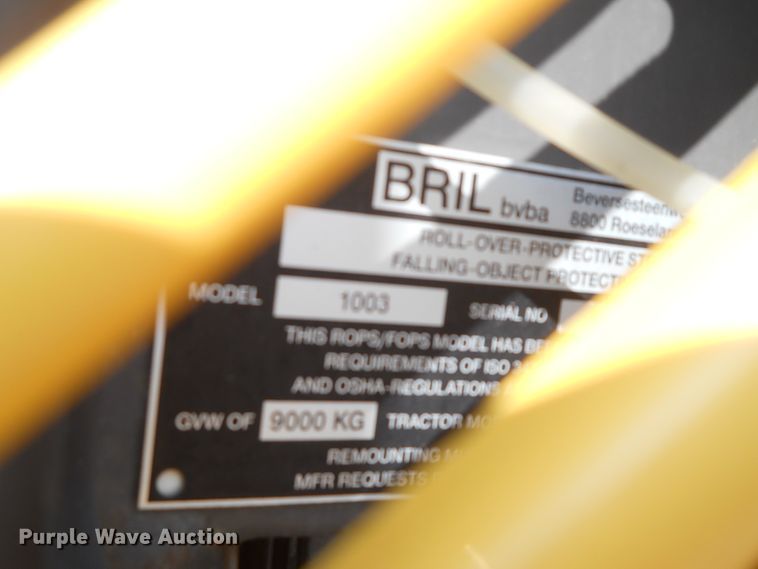 BRIL bvba Beversesteenw
8800 Roeselar
ROLL-OVER-PROTECTIVE ST
FALLING-OBJECT PROTECTI
MODEL 1003 SERIAL NO
THIS ROPS/FOPS MODEL HAS BE
REQUIREMENTS OF ISO 3
AND OSHA-REGULATIONS
GVW OF 9000 KG TRACTOR MO
REMOUNTING M
MFR REQUESTS
Purple Wave Auction